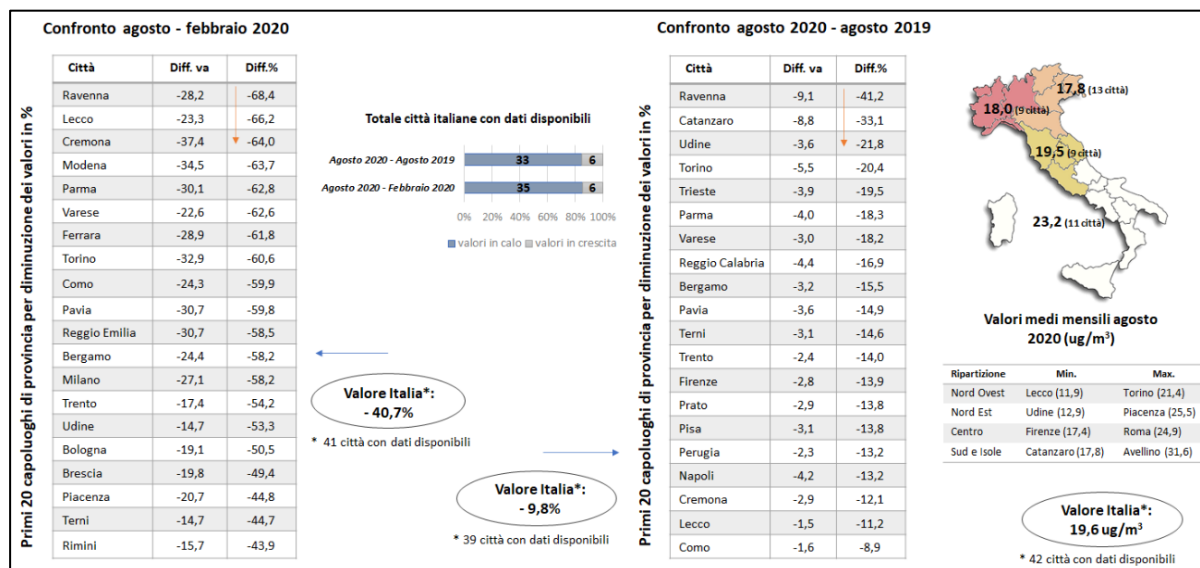 Confronto agosto - febbraio 2020
Primi 20 capoluoghi di provincia per diminuzione dei valori in %
Città Diff. va Diff.%
Ravenna -28,2 -68,4
Lecco -23,3 -66,2
Cremona -37,4 -64,0
Modena -34,5 -63,7
Parma -30,1 -62,8
Varese -22,6 -62,6
Ferrara -28,9 -61,8
Torino -32,9 -60,6
Como -24,3 -59,9
Pavia -30,7 -59,8
Reggio Emilia -30,7 -58,5
Bergamo -24,4 -58,2
Milano -27,1 -58,2
Trento -17,4 -54,2
Udine -14,7 -53,3
Bologna -19,1 -50,5
Brescia -19,8 -49,4
Piacenza -20,7 -44,8
Terni -14,7 -44,7
Rimini -15,7 -43,9
Totale città italiane con dati disponibili
Agosto 2020 - Agosto 2019 33 6
Agosto 2020 - Febbraio 2020 35 6
0% 20% 40% 60% 80% 100%
valori in calo valori in crescita
Valore Italia*:
- 40,7%
* 41 città con dati disponibili
Valore Italia*:
- 9,8%
* 39 città con dati disponibili
Confronto agosto 2020 - agosto 2019
Primi 20 capoluoghi di provincia per diminuzione dei valori in %
Città Diff. va Diff.%
Ravenna -9,1 -41,2
Catanzaro -8,8 -33,1
Udine -3,6 -21,8
Torino -5,5 -20,4
Trieste -3,9 -19,5
Parma -4,0 -18,3
Varese -3,0 -18,2
Reggio Calabria -4,4 -16,9
Bergamo -3,2 -15,5
Pavia -3,6 -14,9
Terni -3,1 -14,6
Trento -2,4 -14,0
Firenze -2,8 -13,9
Prato -2,9 -13,8
Pisa -3,1 -13,8
Perugia -2,3 -13,2
Napoli -4,2 -13,2
Cremona -2,9 -12,1
Lecco -1,5 -11,2
Como -1,6 -8,9
17,8 (13 città)
18,0 (9 città)
19,5 (9 città)
23,2 (11 città)
Valori medi mensili agosto
2020 (ug/m³)
Ripartizione Min. Max.
Nord Ovest Lecco (11,9) Torino (21,4)
Nord Est Udine (12,9) Piacenza (25,5)
Centro Firenze (17,4) Roma (24,9)
Sud e Isole Catanzaro (17,8) Avellino (31,6)
Valore Italia*:
19,6 ug/m³
* 42 città con dati disponibili